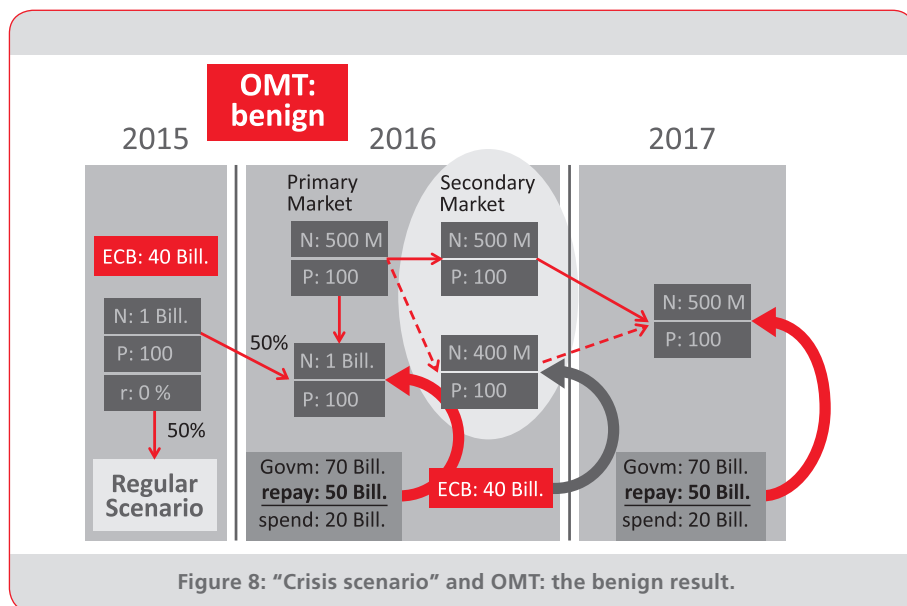 OMT:
benign
2015
2016
2017
ECB: 40 Bill.
N: 1 Bill.
P: 100
r: 0 %
50%
50%
Regular
Scenario
Primary
Market
N: 500 M
P: 100
N: 1 Bill.
P: 100
Secondary
Market
N: 500 M
P: 100
N: 400 M
P: 100
Govm: 70 Bill.
repay: 50 Bill.
spend: 20 Bill.
ECB: 40 Bill.
N: 500 M
P: 100
Govm: 70 Bill.
repay: 50 Bill.
spend: 20 Bill.
Figure 8: “Crisis scenario” and OMT: the benign result.